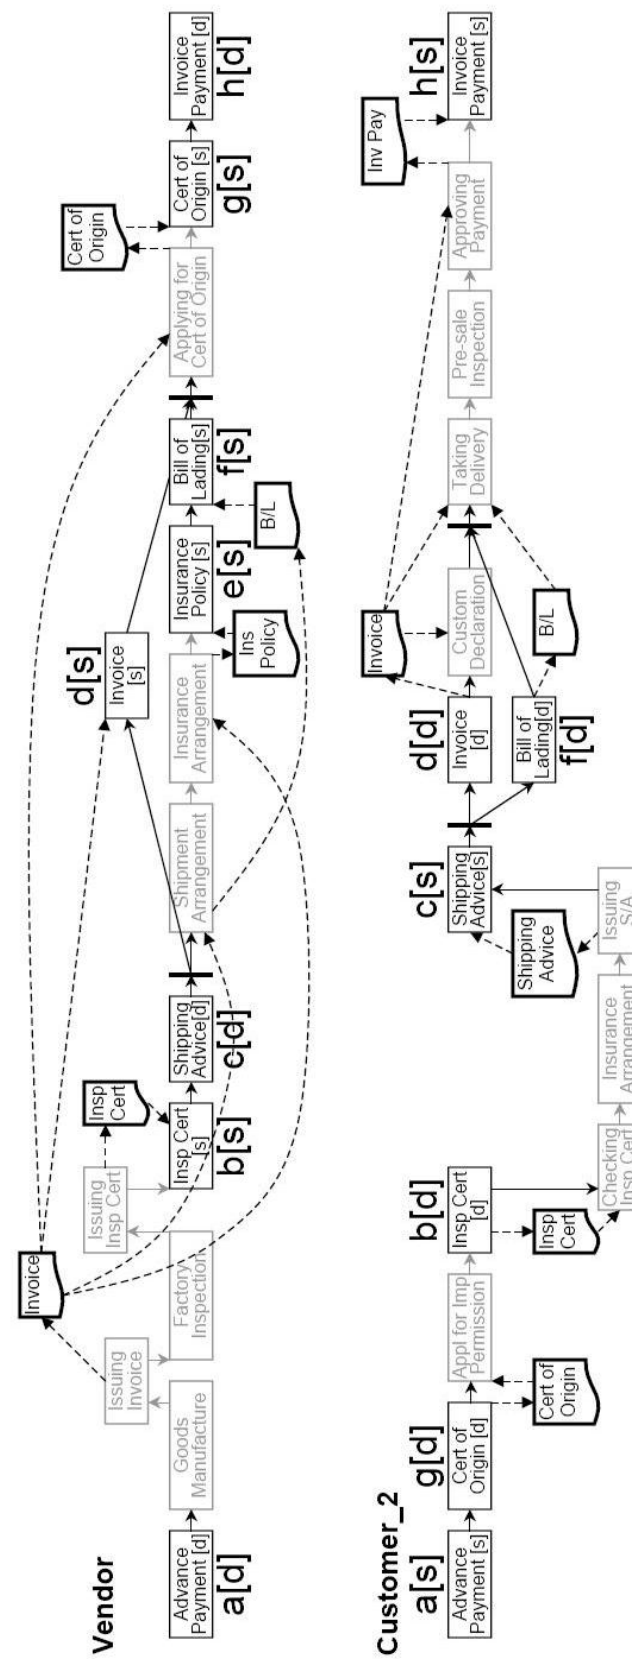 Vendor
Advance
Payment [d]
a[d]
Goods
Manufacture
Issuing
Invoice
Invoice
Factory
Inspection
Issuing
Insp Cert
Insp
Cert
Insp Cert
[s]
b[s]
Shipping
Advice[d]
c[d]
Shipment
Arrangement
Insurance
Arrangement
d[s]
Invoice
[s]
Ins
Policy
Insurance
Policy [s]
e[s]
B/L
Bill of
Lading[s]
f[s]
Applying for
Cert of Origin
Cert of
Origin
Cert of
Origin [s]
g[s]
Invoice
Payment [d]
h[d]
Customer_2
a[s]
Advance
Payment [s]
g[d]
Cert of
Origin [d]
Cert of
Origin
Appl for Imp
Permission
b[d]
Insp Cert
[d]
Insp
Cert
Checking
Insp Cert
Insurance
Arrangement
Issuing
S/A
Shipping
Advice
c[s]
Shipping
Advice[s]
d[d]
Invoice
[d]
Invoice
Bill of
Lading[d]
f[d]
B/L
Custom
Declaration
Taking
Delivery
Pre-sale
Inspection
Approving
Payment
Inv Pay
h[s]
Invoice
Payment [s]